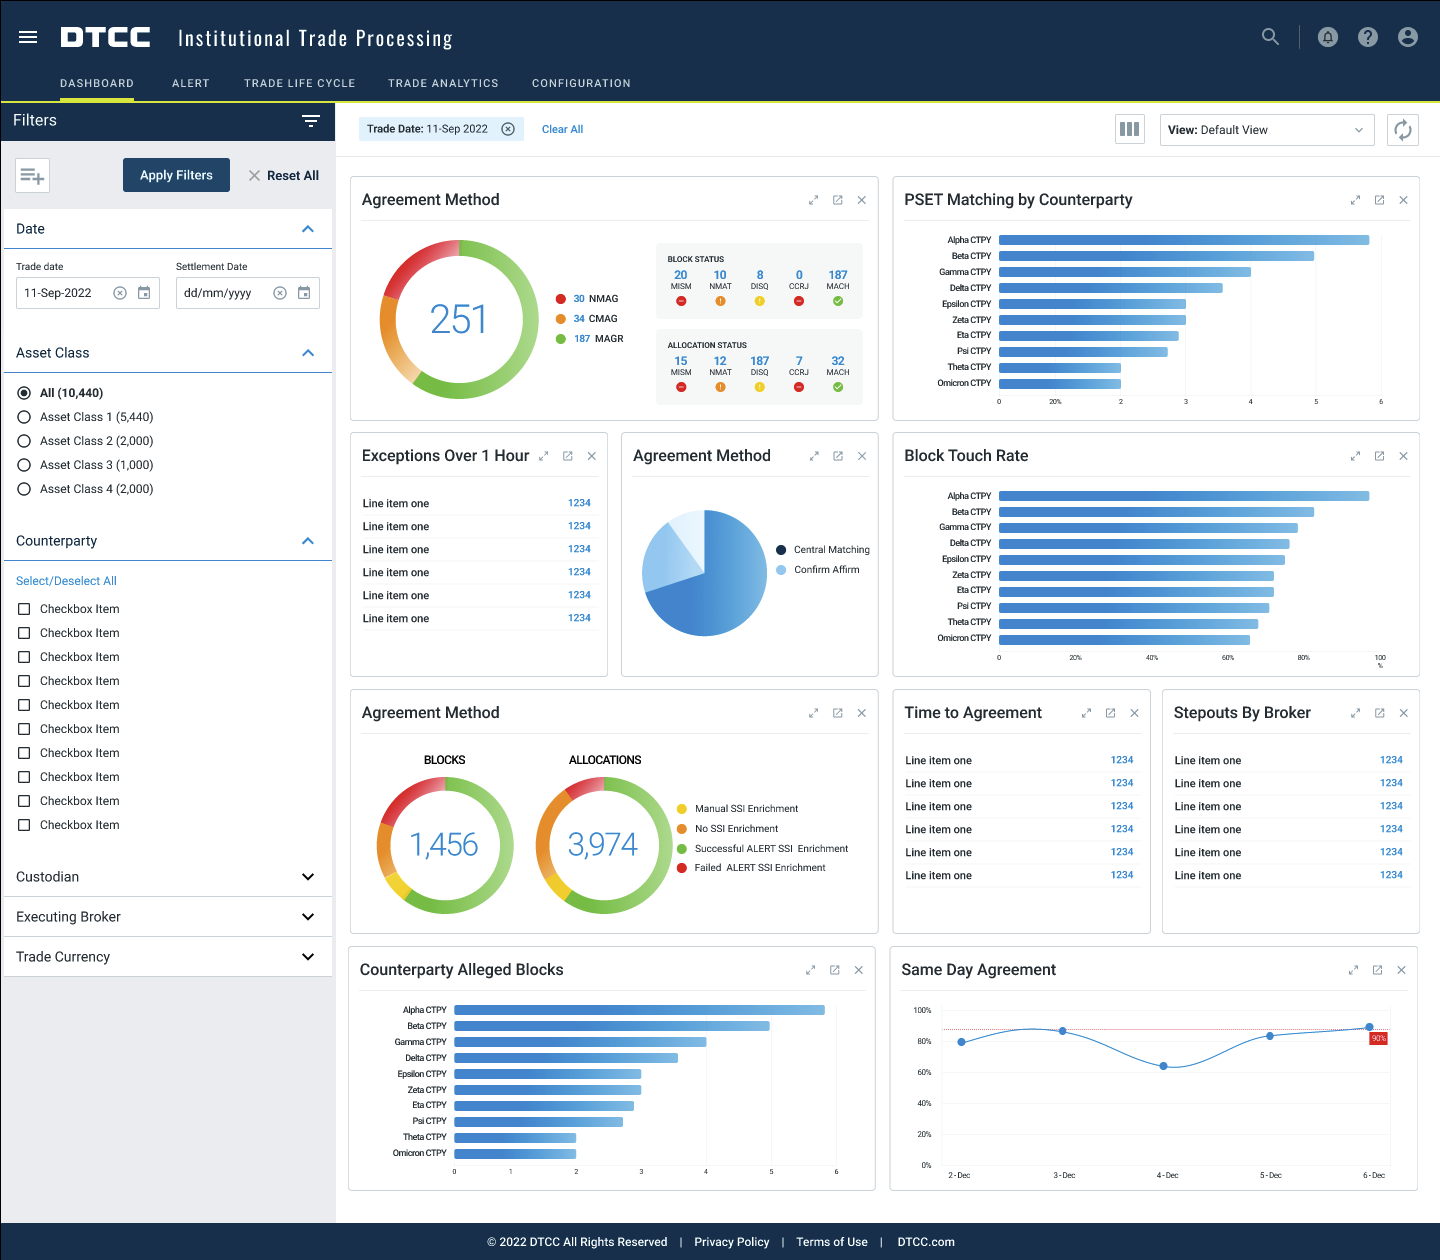 DTCC Institutional Trade Processing
DASHBOARD ALERT TRADE LIFE CYCLE TRADE ANALYTICS CONFIGURATION
Filters
Apply Filters Reset All
Date
Trade date Settlement Date
11-Sep-2022 dd/mm/yyyy
Asset Class
All (10,440)
Asset Class 1 (5,440)
Asset Class 2 (2,000)
Asset Class 3 (1,000)
Asset Class 4 (2,000)
Counterparty
Select/Deselect All
Checkbox Item
Checkbox Item
Checkbox Item
Checkbox Item
Checkbox Item
Checkbox Item
Checkbox Item
Checkbox Item
Checkbox Item
Checkbox Item
Custodian
Executing Broker
Trade Currency
Trade Date: 11-Sep 2022 Clear All View: Default View
Agreement Method
251
30 NMAG
34 CMAG
187 MAGR
BLOCK STATUS
20 10 8 0 187
MISM NMAT DISQ CCRJ MACH
ALLOCATION STATUS
15 12 187 7 32
MISM NMAT DISQ CCRJ MACH
PSET Matching by Counterparty
Alpha CTPY
Beta CTPY
Gamma CTPY
Delta CTPY
Epsilon CTPY
Zeta CTPY
Eta CTPY
Psi CTPY
Theta CTPY
Omicron CTPY
0 20% 2 3 4 5 6
Exceptions Over 1 Hour
Line item one 1234
Line item one 1234
Line item one 1234
Line item one 1234
Line item one 1234
Line item one 1234
Agreement Method
Central Matching
Confirm Affirm
Block Touch Rate
Alpha CTPY
Beta CTPY
Gamma CTPY
Delta CTPY
Epsilon CTPY
Zeta CTPY
Eta CTPY
Psi CTPY
Theta CTPY
Omicron CTPY
0 20% 40% 60% 80% 100
%
Agreement Method
BLOCKS ALLOCATIONS
1,456 3,974
Manual SSI Enrichment
No SSI Enrichment
Successful ALERT SSI Enrichment
Failed ALERT SSI Enrichment
Time to Agreement
Line item one 1234
Line item one 1234
Line item one 1234
Line item one 1234
Line item one 1234
Line item one 1234
Stepouts By Broker
Line item one 1234
Line item one 1234
Line item one 1234
Line item one 1234
Line item one 1234
Line item one 1234
Counterparty Alleged Blocks
Alpha CTPY
Beta CTPY
Gamma CTPY
Delta CTPY
Epsilon CTPY
Zeta CTPY
Eta CTPY
Psi CTPY
Theta CTPY
Omicron CTPY
0 1 2 3 4 5 6
Same Day Agreement
100%
80%
60%
40%
20%
0%
90%
2-Dec 3-Dec 4-Dec 5-Dec 6-Dec
© 2022 DTCC All Rights Reserved | Privacy Policy | Terms of Use | DTCC.com